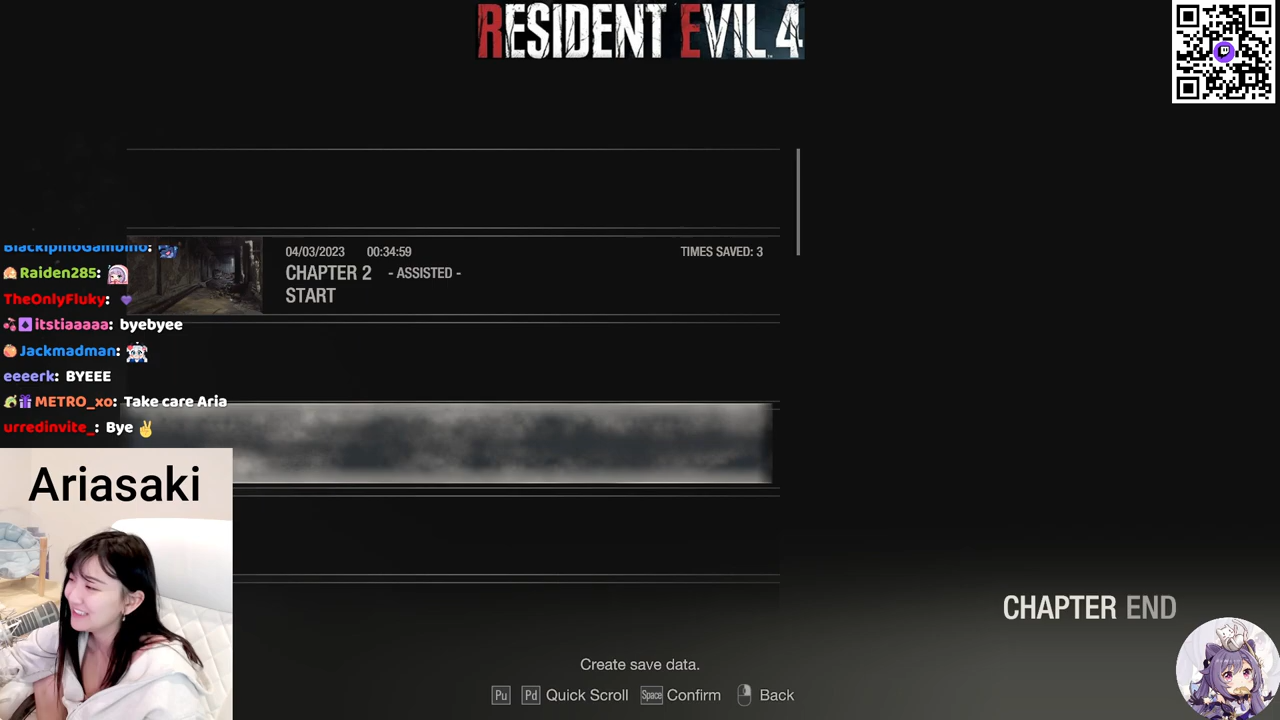 RESIDENT EVIL 4
04/03/2023 00:34:59 TIMES SAVED: 3
CHAPTER 2 - ASSISTED -
START
BlackipinoGambino:
Raiden285:
TheOnlyFluky:
itstiaaaaa: byebyee
Jackmadman:
eeeerk: BYEEE
METRO_xo: Take care Aria
urredinvite_: Bye
Ariasaki
CHAPTER END
Create save data.
Pu Pd Quick Scroll Space Confirm Back